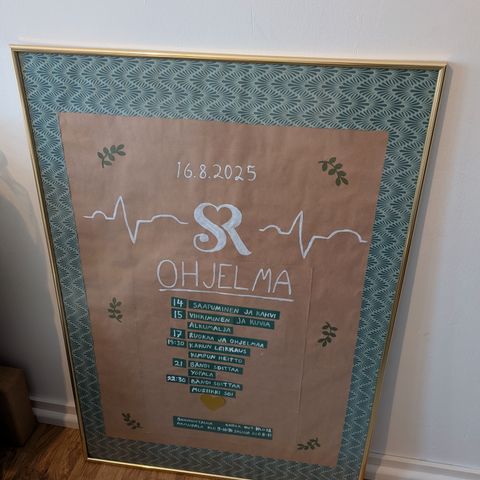 16.8.2025
SR
OHJELMA
14 SAAPUMINEN JA KAHVI
15 VIHKIMINEN JA KUVIA
ALKUMALJA
17 RUOKAA JA OHJELMAA
19:30 KAKUN LEIKKAUS
KIMPUN HEITTO
21 BÄNDI SOITTAA
YÖPALA
22:30 BÄNDI SOITTAA
MUSIIKKI SOI